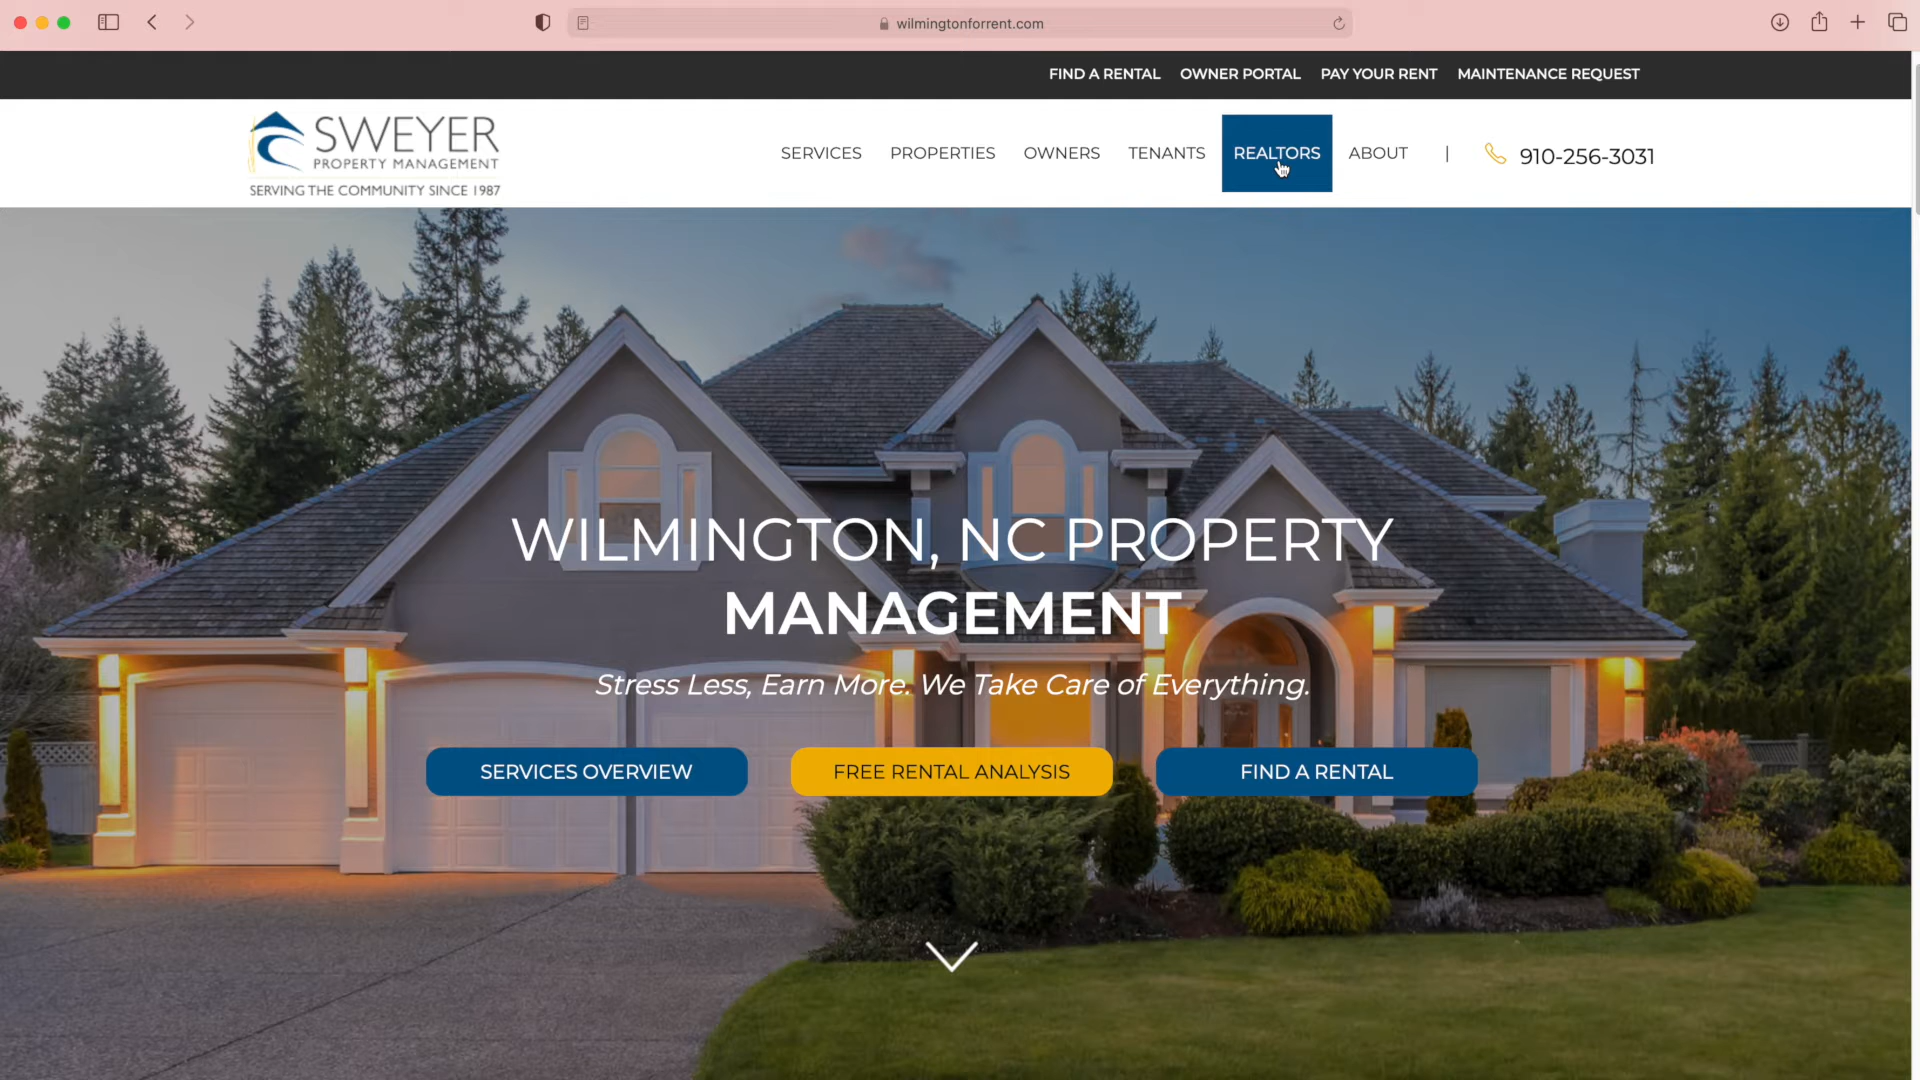 wilmingtonforrent.com
FIND A RENTAL OWNER PORTAL PAY YOUR RENT MAINTENANCE REQUEST
SWEYER
PROPERTY MANAGEMENT
SERVING THE COMMUNITY SINCE 1987
SERVICES PROPERTIES OWNERS TENANTS REALTORS ABOUT | 910-256-3031
WILMINGTON, NC PROPERTY
MANAGEMENT
Stress Less, Earn More. We Take Care of Everything.
SERVICES OVERVIEW FREE RENTAL ANALYSIS FIND A RENTAL